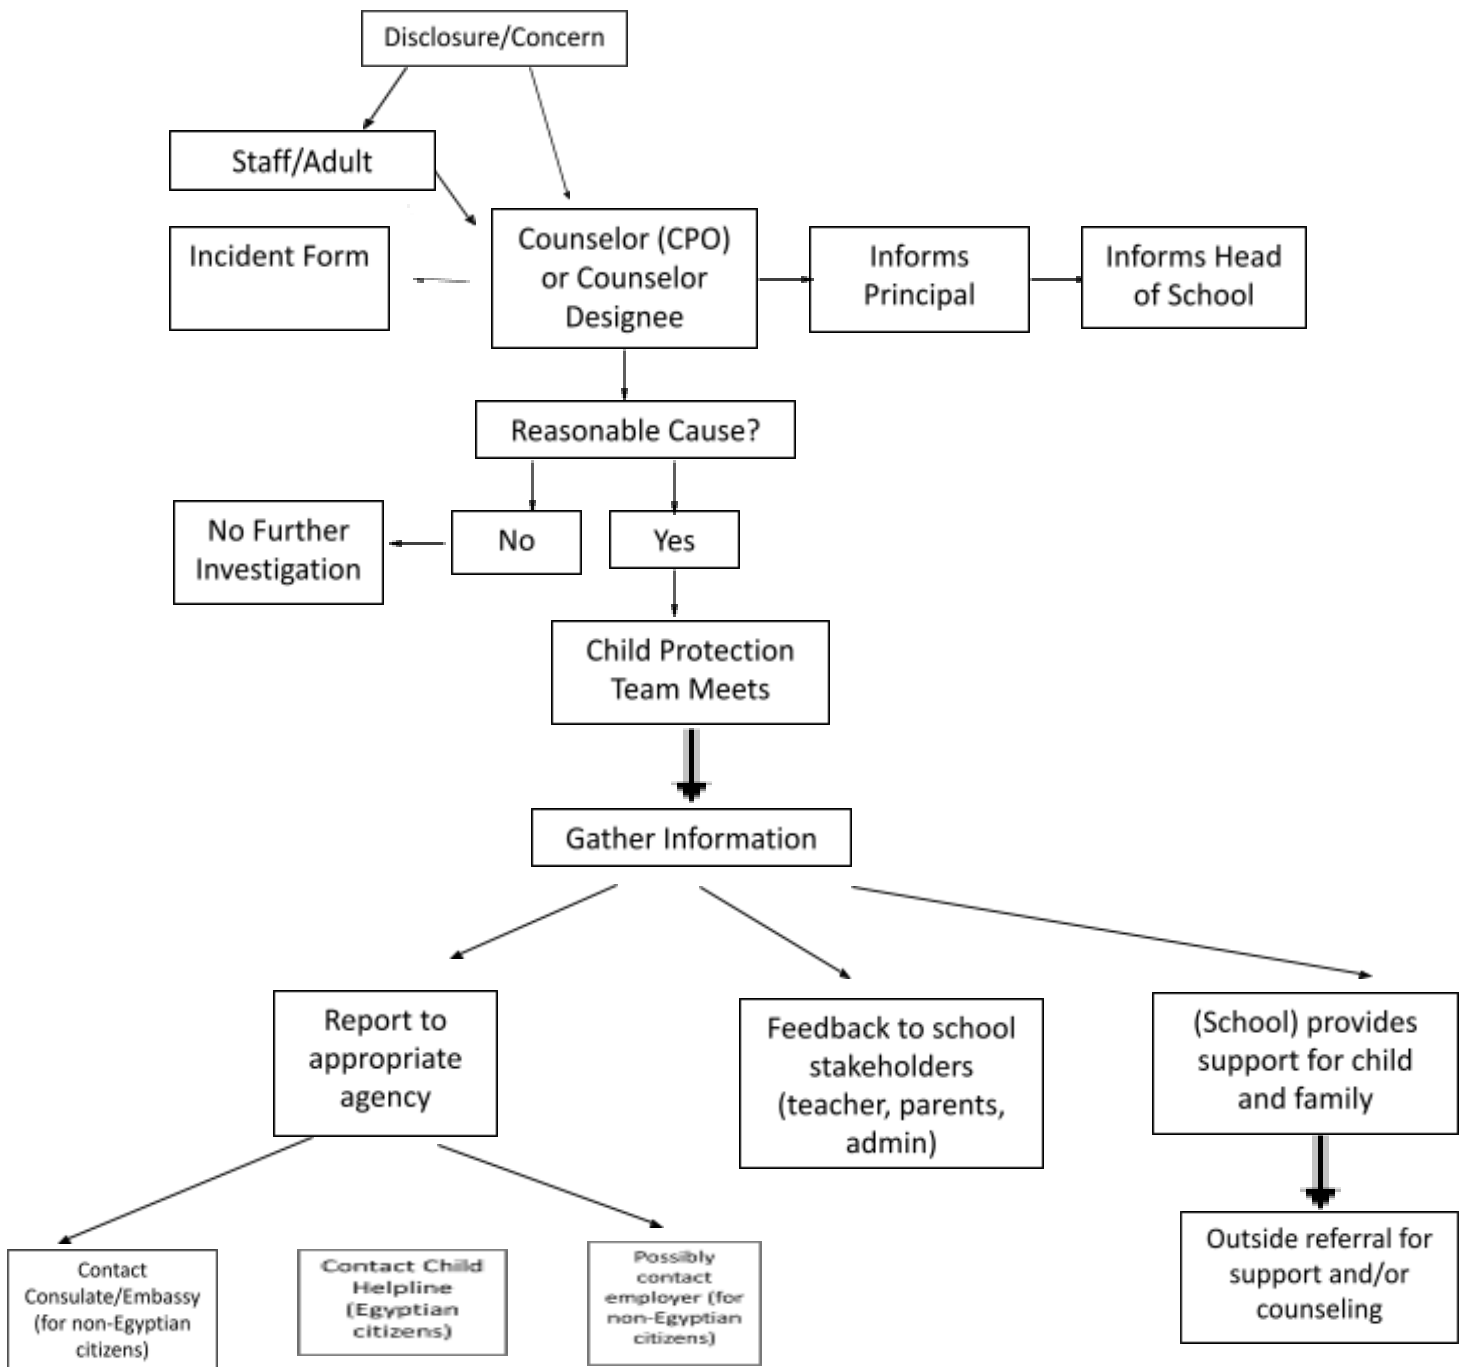 Disclosure/Concern
Staff/Adult
Incident Form
Counselor (CPO)
or Counselor
Designee
Informs
Principal
Informs Head
of School
Reasonable Cause?
No Further
Investigation
No
Yes
Child Protection
Team Meets
Gather Information
Report to
appropriate
agency
Feedback to school
stakeholders
(teacher, parents,
admin)
(School) provides
support for child
and family
Contact
Consulate/Embassy
(for non-Egyptian
citizens)
Contact Child
Helpline
(Egyptian
citizens)
Possibly
contact
employer (for
non-Egyptian
citizens)
Outside referral for
support and/or
counseling